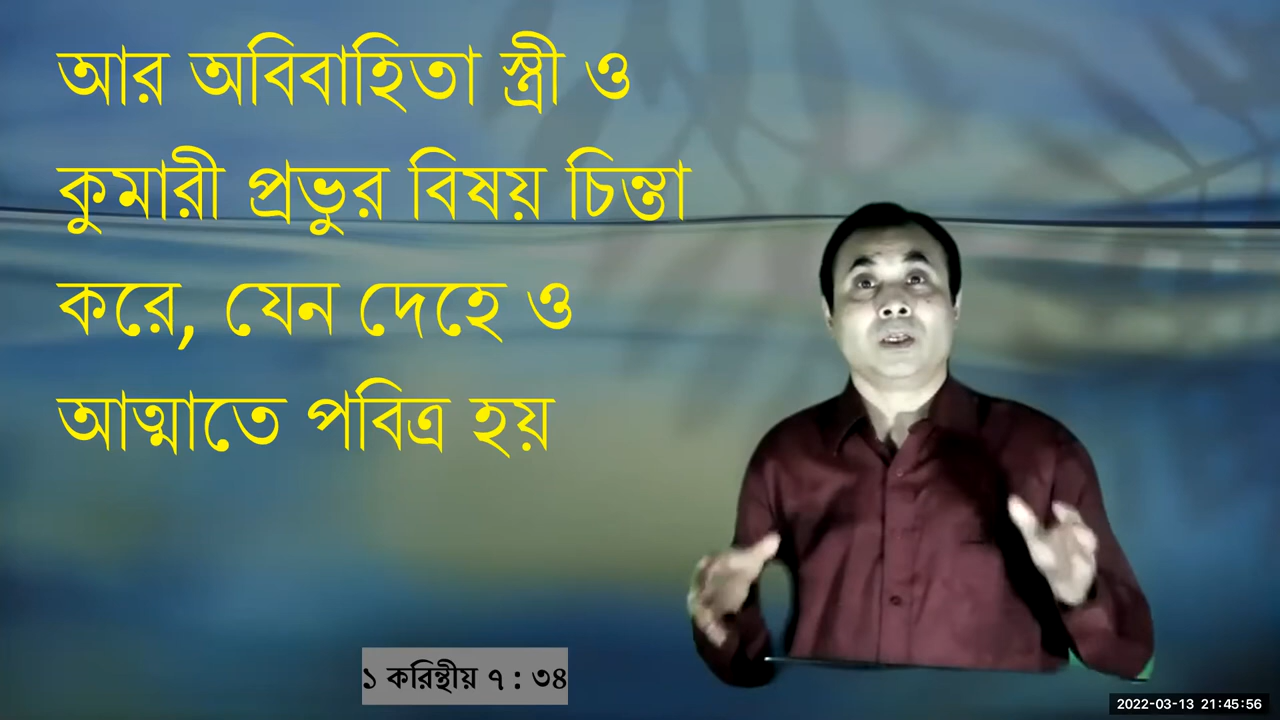 আর অবিবাহিতা স্ত্রী ও
কুমারী প্রভুর বিষয় চিন্তা
করে, যেন দেহে ও
আত্মাতে পবিত্র হয়
১ করিন্থীয় ৭ : ৩৪
2022-03-13 21:45:56